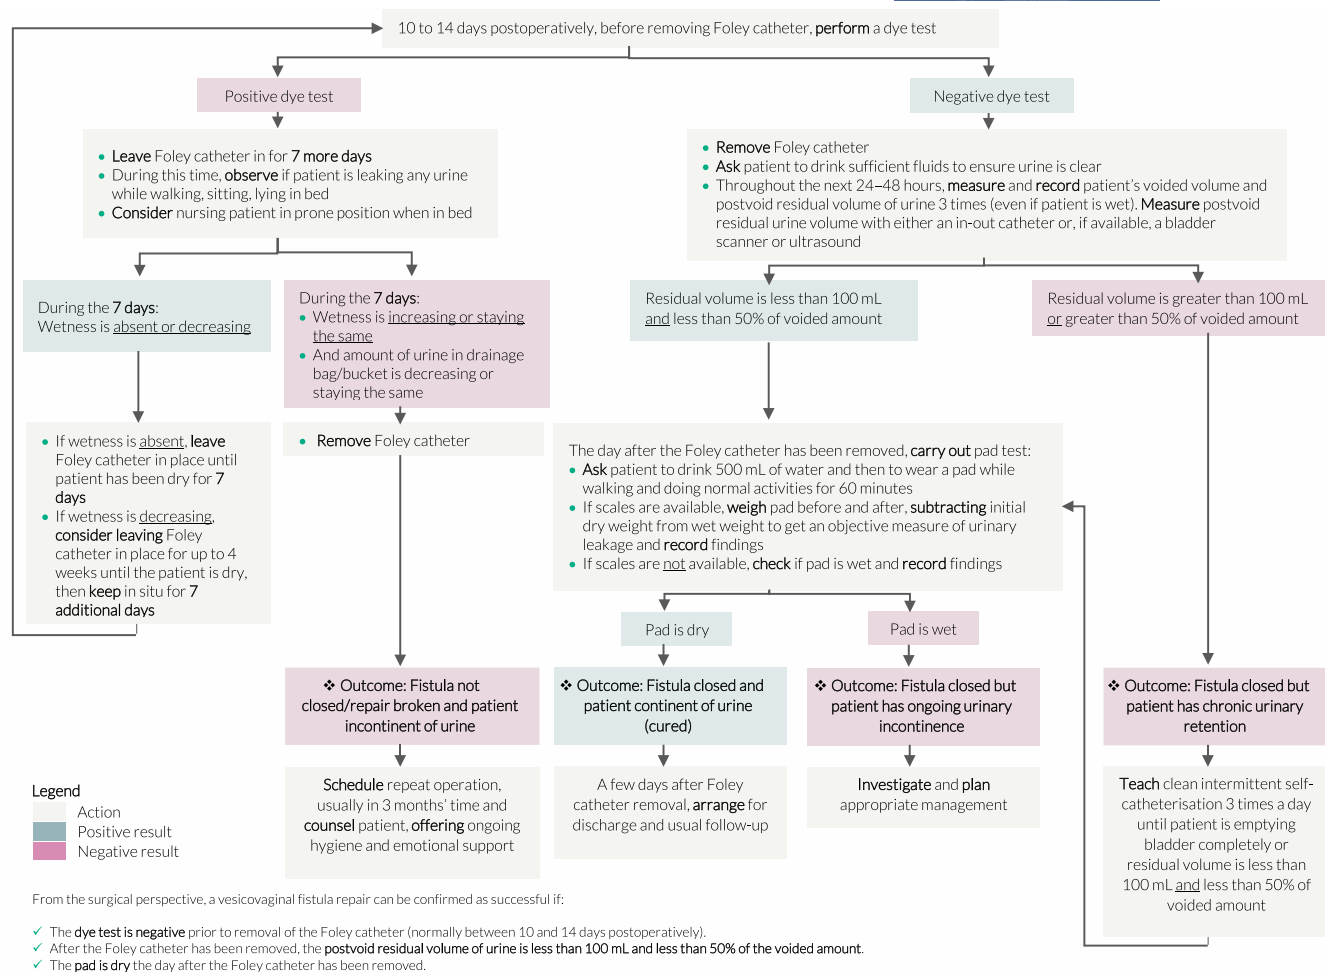 10 to 14 days postoperatively, before removing Foley catheter, perform a dye test
Positive dye test
Negative dye test
• Leave Foley catheter in for 7 more days
• During this time, observe if patient is leaking any urine
while walking, sitting, lying in bed
• Consider nursing patient in prone position when in bed
• Remove Foley catheter
• Ask patient to drink sufficient fluids to ensure urine is clear
• Throughout the next 24–48 hours, measure and record patient's voided volume and
postvoid residual volume of urine 3 times (even if patient is wet). Measure postvoid
residual urine volume with either an in-out catheter or, if available, a bladder
scanner or ultrasound
During the 7 days:
Wetness is absent or decreasing
During the 7 days:
• Wetness is increasing or staying
the same
• And amount of urine in drainage
bag/bucket is decreasing or
staying the same
Residual volume is less than 100 mL
and less than 50% of voided amount
Residual volume is greater than 100 mL
or greater than 50% of voided amount
• If wetness is absent, leave
Foley catheter in place until
patient has been dry for 7
days
• If wetness is decreasing,
consider leaving Foley
catheter in place for up to 4
weeks until the patient is dry,
then keep in situ for 7
additional days
• Remove Foley catheter
The day after the Foley catheter has been removed, carry out pad test:
• Ask patient to drink 500 mL of water and then to wear a pad while
walking and doing normal activities for 60 minutes
• If scales are available, weigh pad before and after, subtracting initial
dry weight from wet weight to get an objective measure of urinary
leakage and record findings
• If scales are not available, check if pad is wet and record findings
Pad is dry
Pad is wet
❖ Outcome: Fistula not
closed/repair broken and patient
incontinent of urine
❖ Outcome: Fistula closed and
patient continent of urine
(cured)
❖ Outcome: Fistula closed but
patient has ongoing urinary
incontinence
❖ Outcome: Fistula closed but
patient has chronic urinary
retention
Schedule repeat operation,
usually in 3 months' time and
counsel patient, offering ongoing
hygiene and emotional support
A few days after Foley
catheter removal, arrange for
discharge and usual follow-up
Investigate and plan
appropriate management
Teach clean intermittent self-
catheterisation 3 times a day
until patient is emptying
bladder completely or
residual volume is less than
100 mL and less than 50% of
voided amount
Legend
Action
Positive result
Negative result
From the surgical perspective, a vesicovaginal fistula repair can be confirmed as successful if:
✓ The dye test is negative prior to removal of the Foley catheter (normally between 10 and 14 days postoperatively).
✓ After the Foley catheter has been removed, the postvoid residual volume of urine is less than 100 mL and less than 50% of the voided amount.
✓ The pad is dry the day after the Foley catheter has been removed.